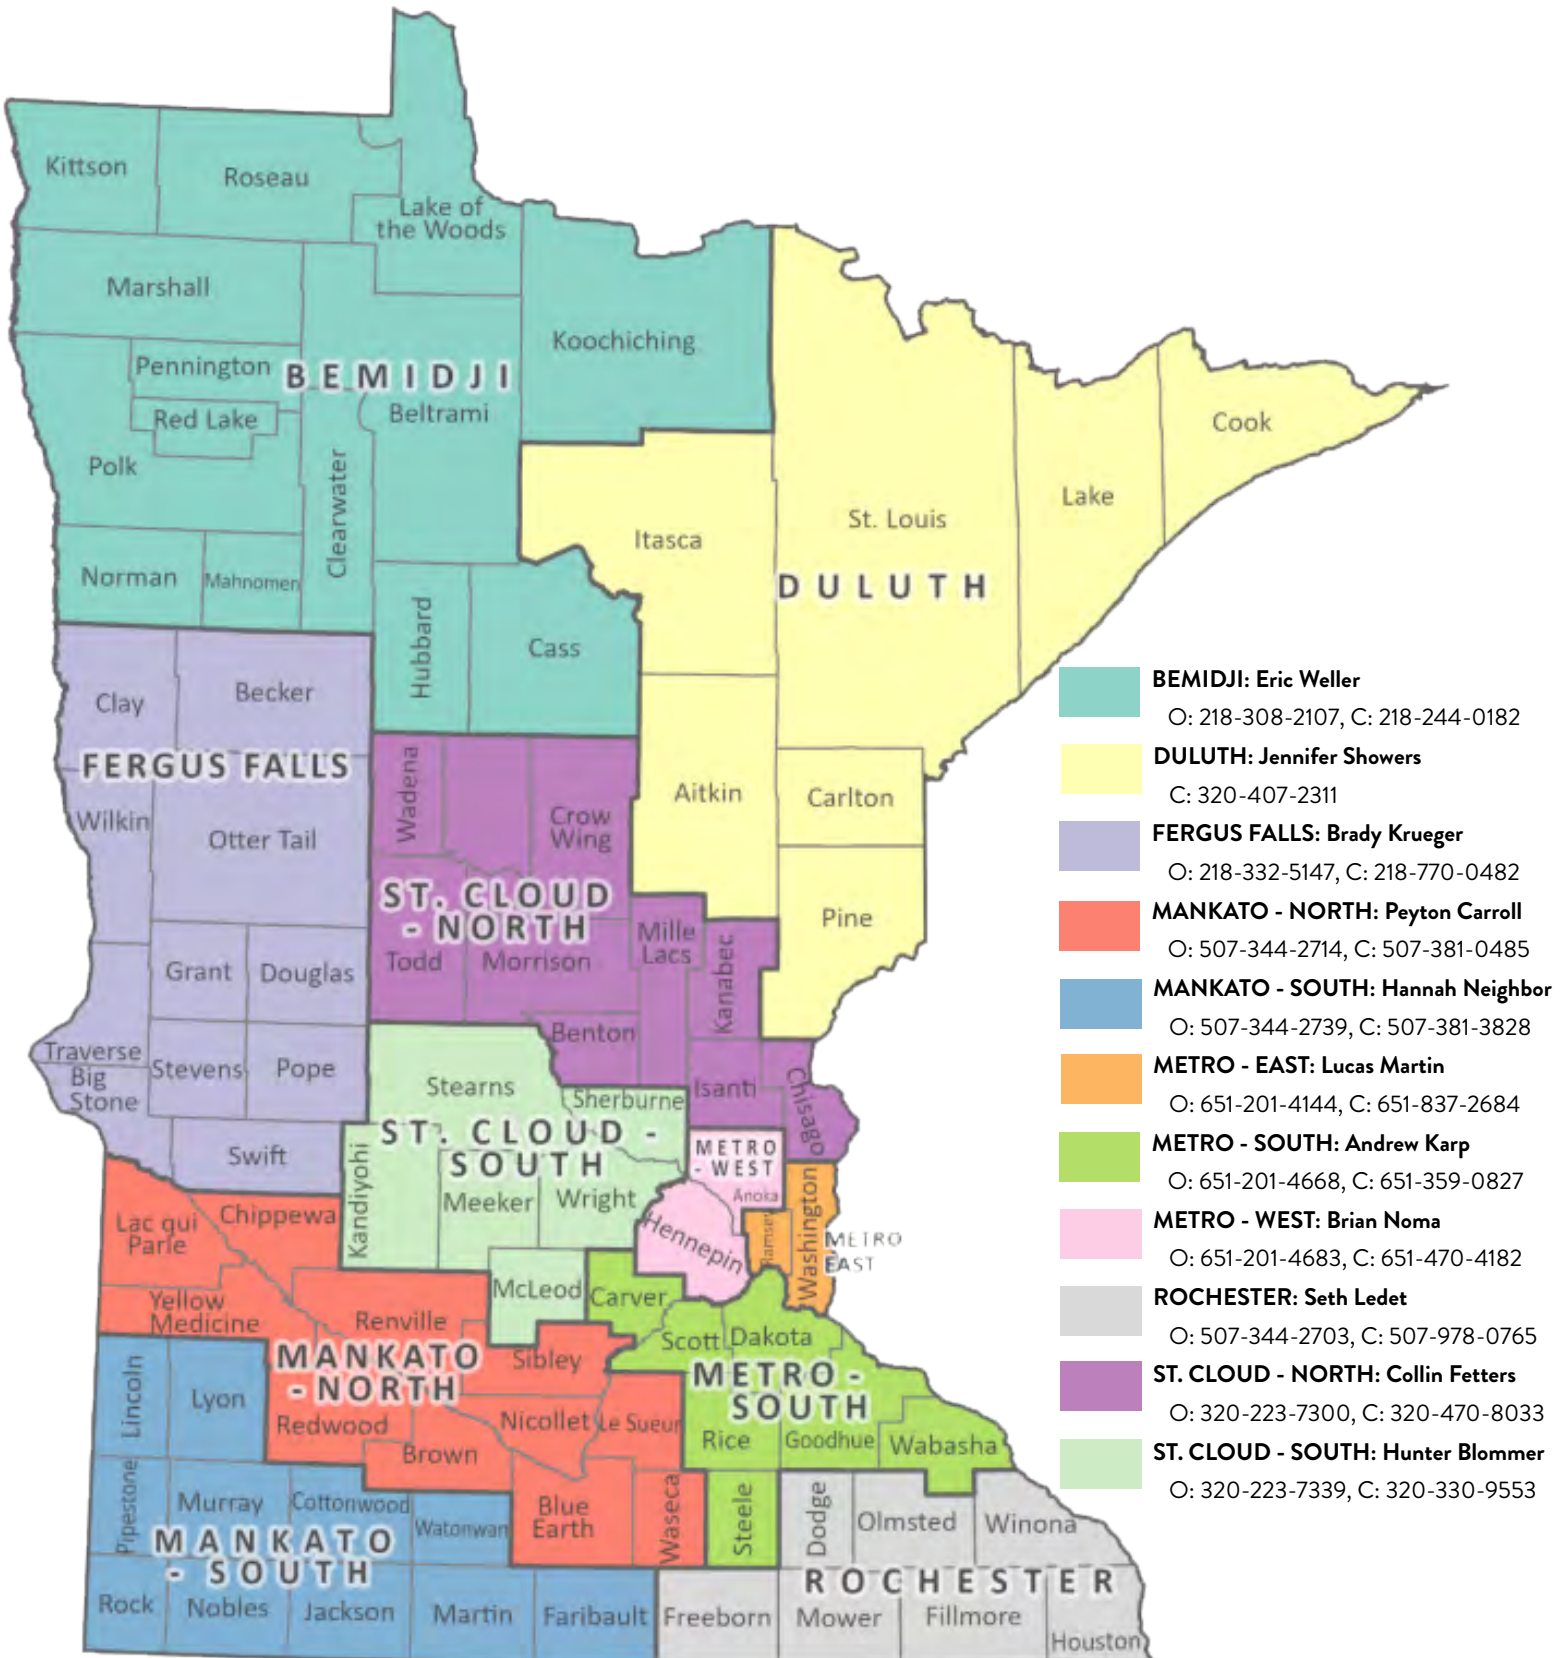 Kittson
Roseau
Lake of
the Woods
Marshall
Koochiching
Pennington
BEMIDJI
Beltrami
Red Lake
Polk
Clearwater
Cook
Lake
St. Louis
Itasca
DULUTH
Norman
Mahnomen
Hubbard
Cass
Clay
Becker
FERGUS FALLS
Wilkin
Otter Tail
Wadena
Crow
Wing
Aitkin
Carlton
ST. CLOUD
- NORTH
Pine
Mille
Lacs
Kanabec
Todd
Morrison
Grant
Douglas
Benton
Traverse
Big
Stone
Stevens
Pope
Stearns
Sherburne
Isanti
Chisago
ST. CLOUD -
SOUTH
Swift
Kandiyohi
Meeker
Wright
METRO
- WEST
Anoka
Hennepin
Ramsey
Washington
METRO
EAST
Lac qui
Parle
Chippewa
McLeod
Carver
Yellow
Medicine
Renville
Scott
Dakota
MANKATO
- NORTH
Sibley
METRO -
SOUTH
Lincoln
Lyon
Redwood
Nicollet
Le Sueur
Rice
Goodhue
Wabasha
Brown
Pipestone
Murray
Cottonwood
Watonwan
Blue
Earth
Waseca
Steele
Dodge
Olmsted
Winona
MANKATO
- SOUTH
ROCHESTER
Rock
Nobles
Jackson
Martin
Faribault
Freeborn
Mower
Fillmore
Houston
BEMIDJI: Eric Weller
O: 218-308-2107, C: 218-244-0182
DULUTH: Jennifer Showers
C: 320-407-2311
FERGUS FALLS: Brady Krueger
O: 218-332-5147, C: 218-770-0482
MANKATO - NORTH: Peyton Carroll
O: 507-344-2714, C: 507-381-0485
MANKATO - SOUTH: Hannah Neighbor
O: 507-344-2739, C: 507-381-3828
METRO - EAST: Lucas Martin
O: 651-201-4144, C: 651-837-2684
METRO - SOUTH: Andrew Karp
O: 651-201-4668, C: 651-359-0827
METRO - WEST: Brian Noma
O: 651-201-4683, C: 651-470-4182
ROCHESTER: Seth Ledet
O: 507-344-2703, C: 507-978-0765
ST. CLOUD - NORTH: Collin Fetters
O: 320-223-7300, C: 320-470-8033
ST. CLOUD - SOUTH: Hunter Blommer
O: 320-223-7339, C: 320-330-9553